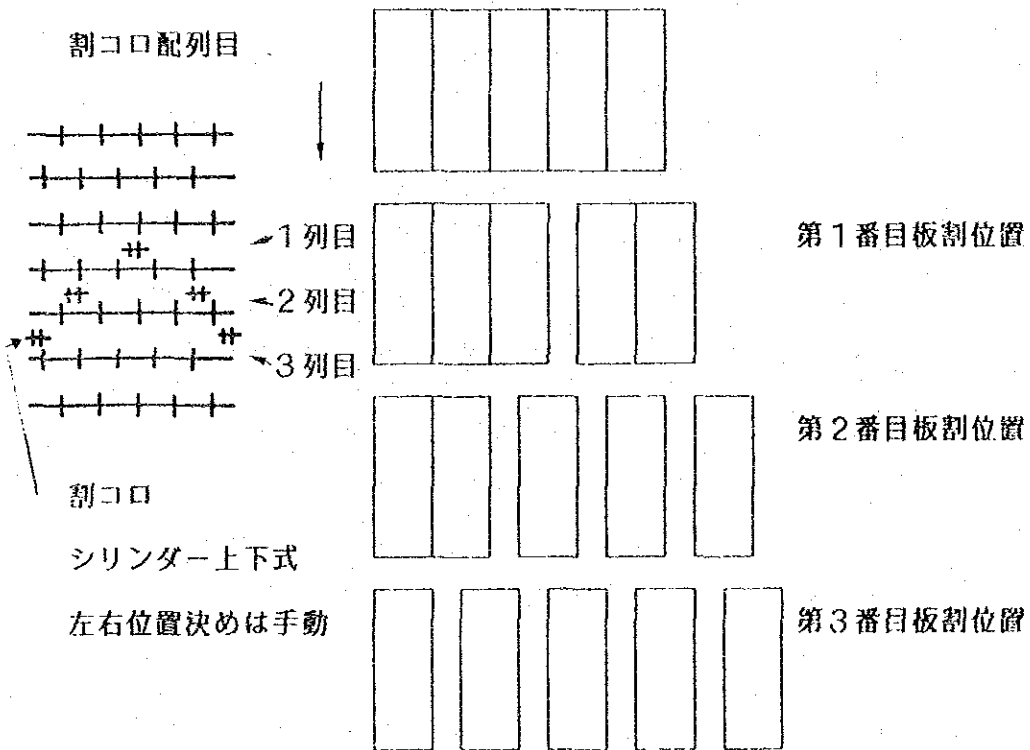 割コロ配列目
1列目
2列目
3列目
割コロ
シリンダー上下式
左右位置決めは手動
第1番目板割位置
第2番目板割位置
第3番目板割位置